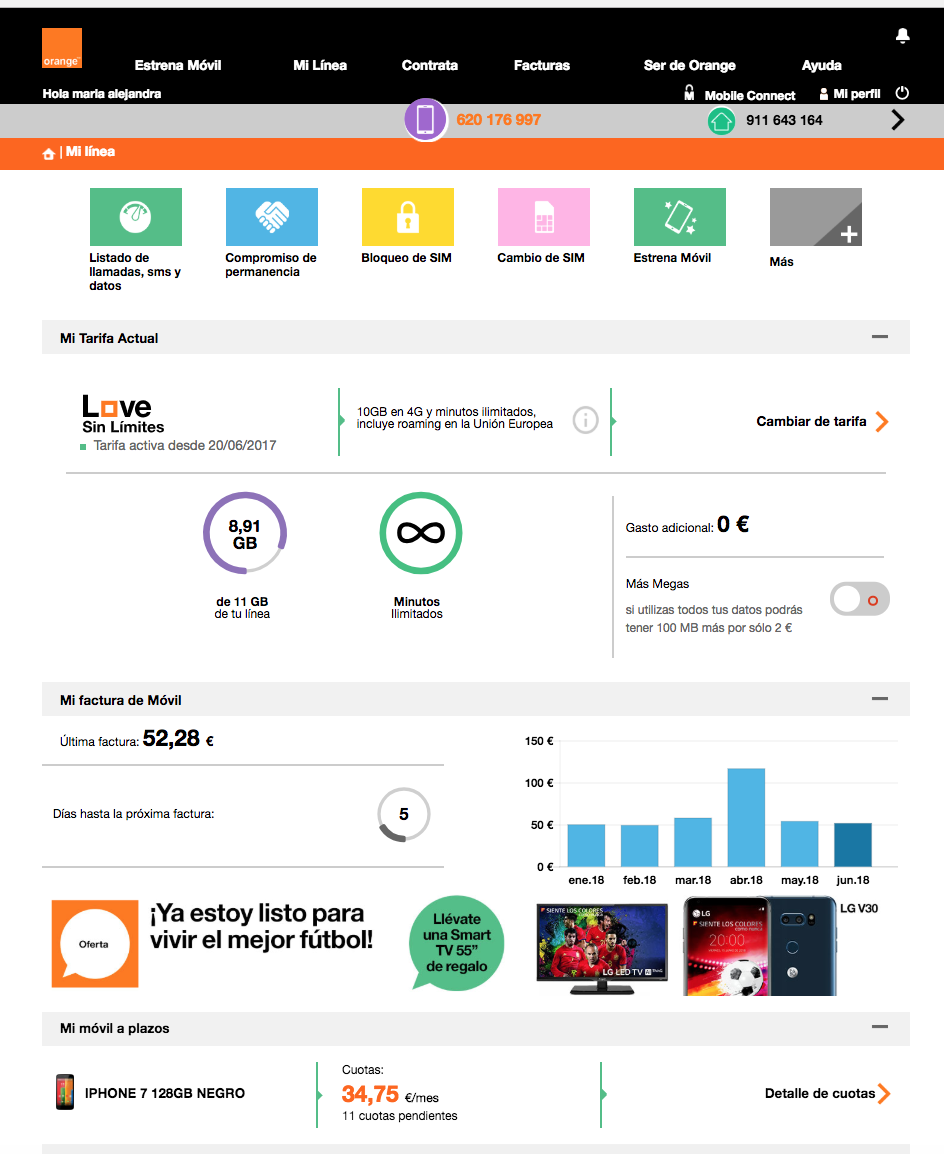 orange
Estrena Móvil
Mi Línea
Contrata
Facturas
Ser de Orange
Ayuda
Hola maria alejandra
Mobile Connect
Mi perfil
620 176 997
911 643 164
| Mi línea
Listado de
llamadas, sms y
datos
Compromiso de
permanencia
Bloqueo de SIM
Cambio de SIM
Estrena Móvil
Más
Mi Tarifa Actual
Love
Sin Límites
Tarifa activa desde 20/06/2017
10GB en 4G y minutos ilimitados,
incluye roaming en la Unión Europea
Cambiar de tarifa
8,91
GB
de 11 GB
de tu línea
Minutos
Ilimitados
Gasto adicional: 0 €
Más Megas
si utilizas todos tus datos podrás
tener 100 MB más por sólo 2 €
Mi factura de Móvil
Última factura: 52,28 €
Días hasta la próxima factura:
5
150 €
100 €
50 €
0 €
ene.18
feb.18
mar.18
abr.18
may.18
jun.18
Oferta
¡Ya estoy listo para
vivir el mejor fútbol!
Llévate
una Smart
TV 55”
de regalo
SIENTE LOS COLORES
LG LED TV AI ThinQ
LG
SIENTE LOS COLORES
20:00
LG V30
Mi móvil a plazos
IPHONE 7 128GB NEGRO
Cuotas:
34,75 €/mes
11 cuotas pendientes
Detalle de cuotas